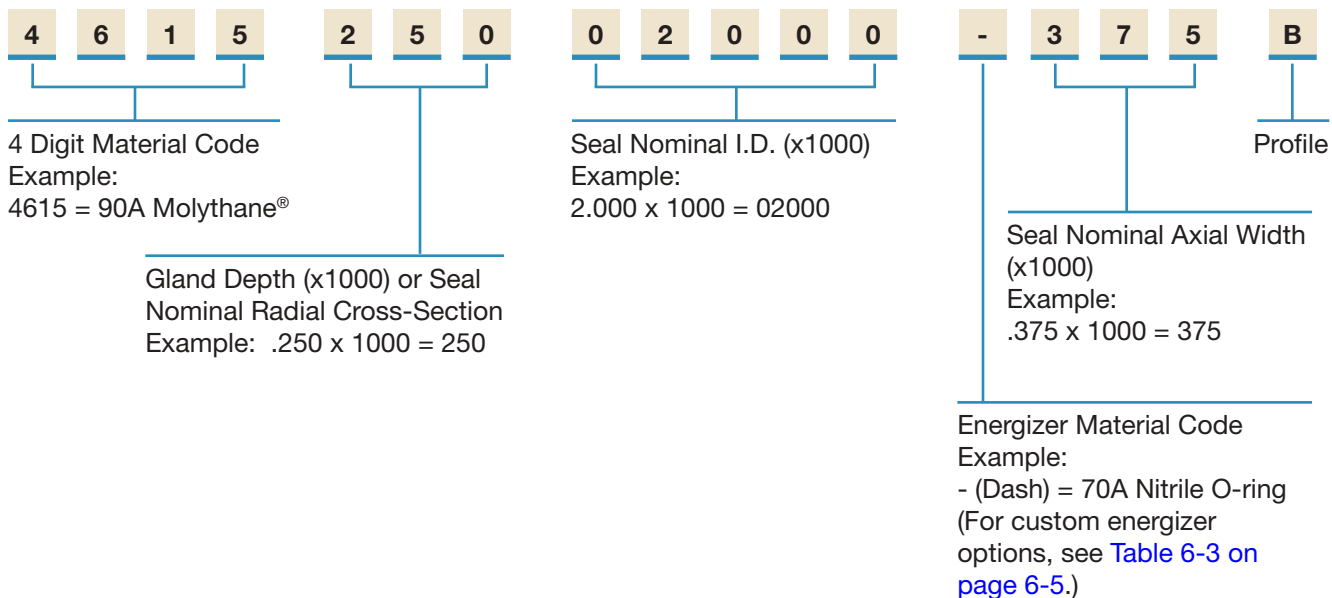 4 6 1 5 2 5 0 0 2 0 0 0 - 3 7 5 B
4 Digit Material Code
Example:
4615 = 90A Molythane®
Gland Depth (x1000) or Seal
Nominal Radial Cross-Section
Example: .250 x 1000 = 250
Seal Nominal I.D. (x1000)
Example:
2.000 x 1000 = 02000
Profile
Seal Nominal Axial Width
(x1000)
Example:
.375 x 1000 = 375
Energizer Material Code
Example:
- (Dash) = 70A Nitrile O-ring
(For custom energizer
options, see Table 6-3 on
page 6-5.)